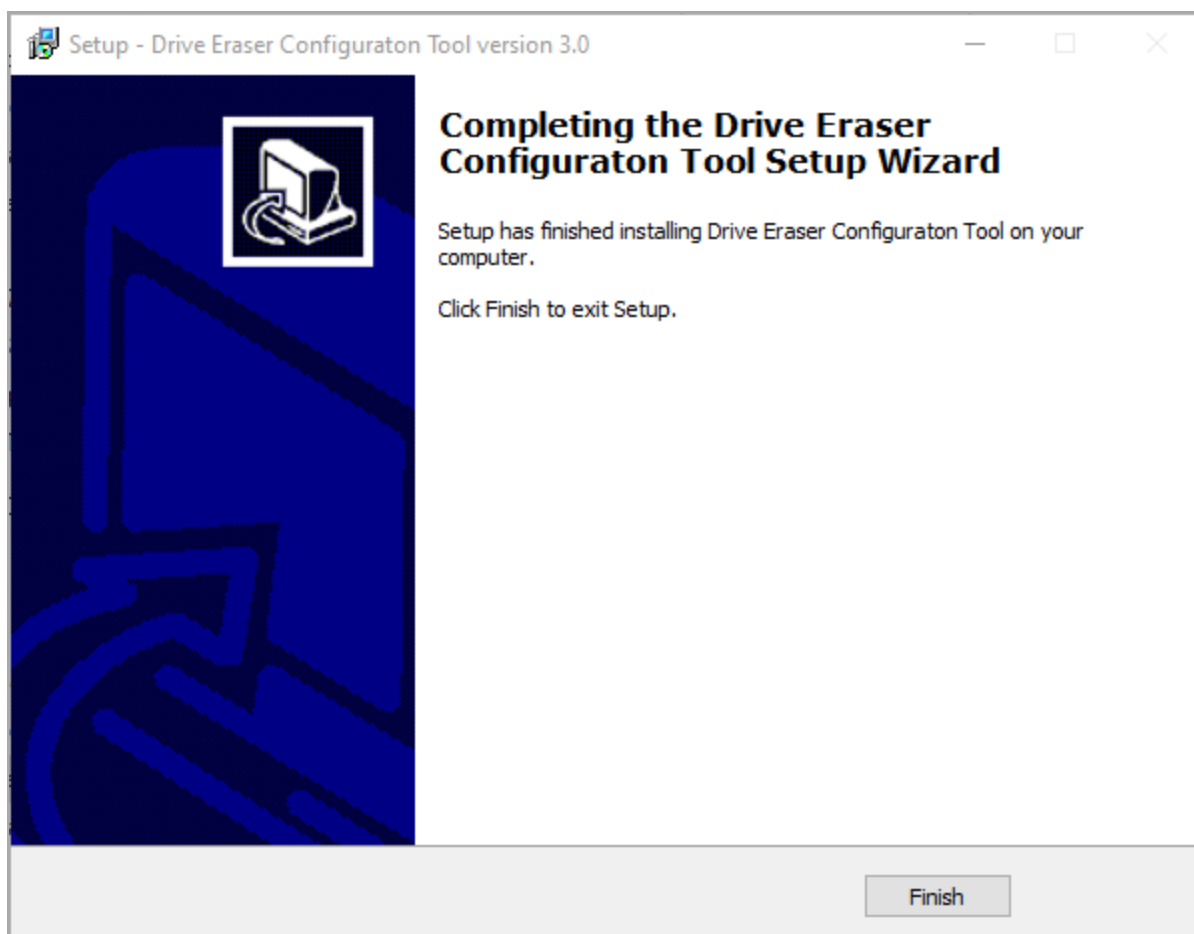 Setup - Drive Eraser Configuraton Tool version 3.0
Completing the Drive Eraser
Configuraton Tool Setup Wizard
Setup has finished installing Drive Eraser Configuraton Tool on your
computer.
Click Finish to exit Setup.
Finish